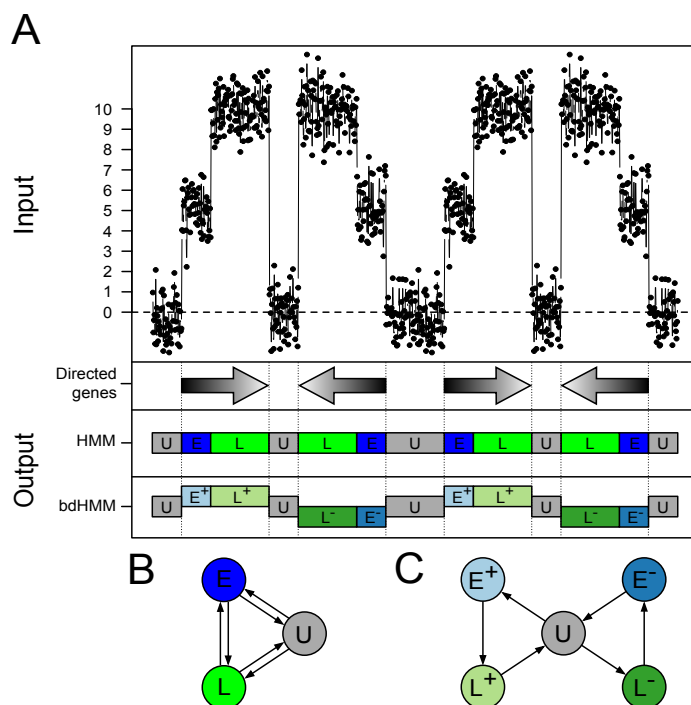 A
Input
10
9
8
7
6
5
4
3
2
1
0
Directed
genes
Output
HMM
U E L U L E U E L U L E U
bdHMM
U E+ L+ U L- E- U E+ L+ U L- E- U
B
E
U
L
C
E+ E-
U
L+ L-